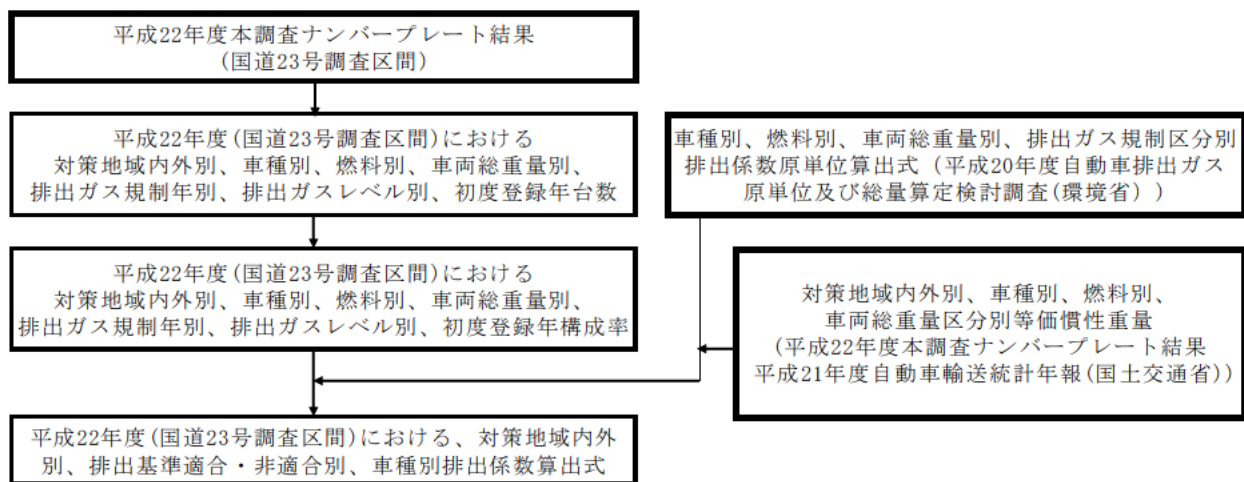 平成22年度本調査ナンバープレート結果
(国道23号調査区間)
平成22年度(国道23号調査区間)における
対策地域内外別、車種別、燃料別、車両総重量別、
排出ガス規制年別、排出ガスレベル別、初度登録年台数
平成22年度(国道23号調査区間)における
対策地域内外別、車種別、燃料別、車両総重量別、
排出ガス規制年別、排出ガスレベル別、初度登録年構成率
車種別、燃料別、車両総重量別、排出ガス規制区分別
排出係数原単位算出式（平成20年度自動車排出ガス
原単位及び総量算定検討調査(環境省））
対策地域内外別、車種別、燃料別、
車両総重量区分別等価慣性重量
(平成22年度本調査ナンバープレート結果
平成21年度自動車輸送統計年報(国土交通省))
平成22年度(国道23号調査区間)における、対策地域内外
別、排出基準適合・非適合別、車種別排出係数算出式